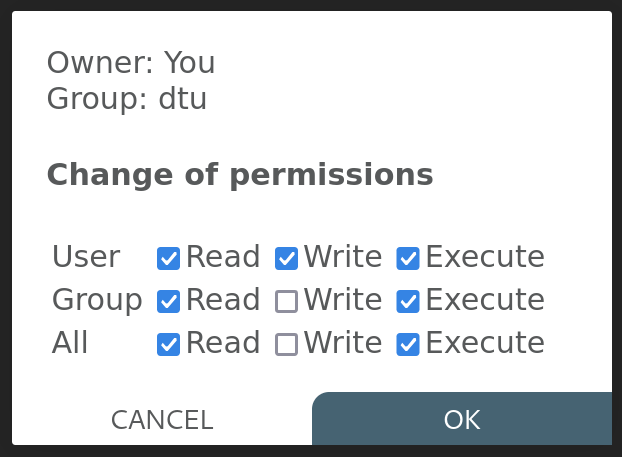 Owner: You
Group: dtu
Change of permissions
User Read Write Execute
Group Read Write Execute
All Read Write Execute
CANCEL OK